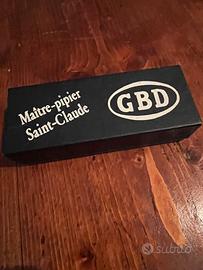 Maître-pipier
Saint-Claude
GBD
subito